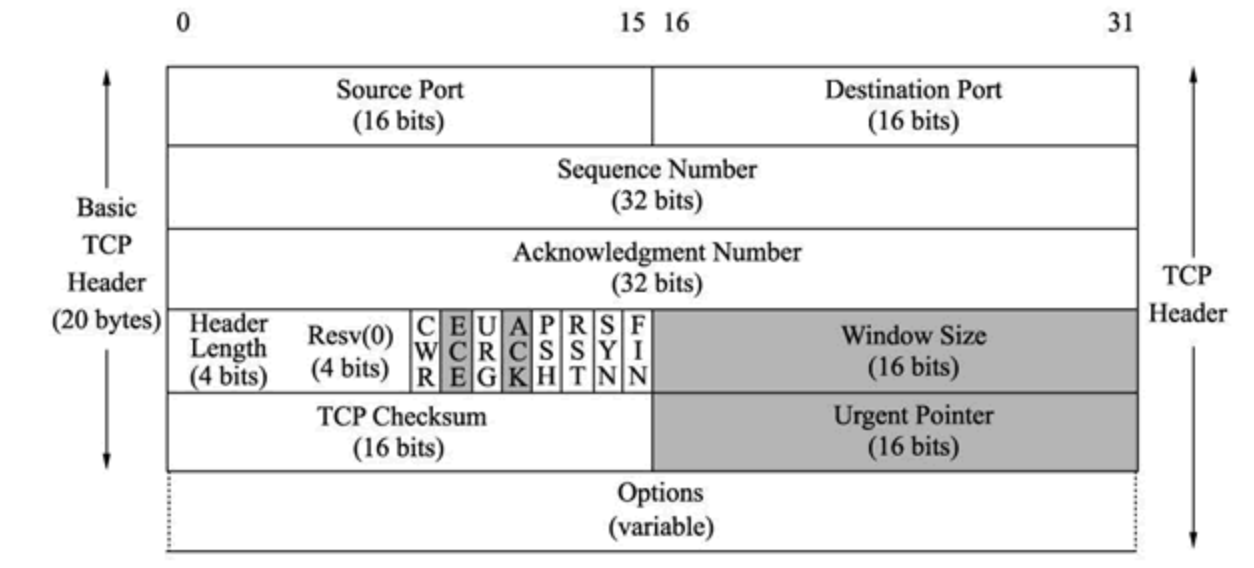 0 15 16 31
Source Port
(16 bits)
Destination Port
(16 bits)
Sequence Number
(32 bits)
Basic
TCP
Header
(20 bytes)
Acknowledgment Number
(32 bits)
TCP
Header
Header
Length
(4 bits)
Resv(0)
(4 bits)
CWR
ECE
URG
ACK
PSH
RST
SYN
FIN
Window Size
(16 bits)
TCP Checksum
(16 bits)
Urgent Pointer
(16 bits)
Options
(variable)